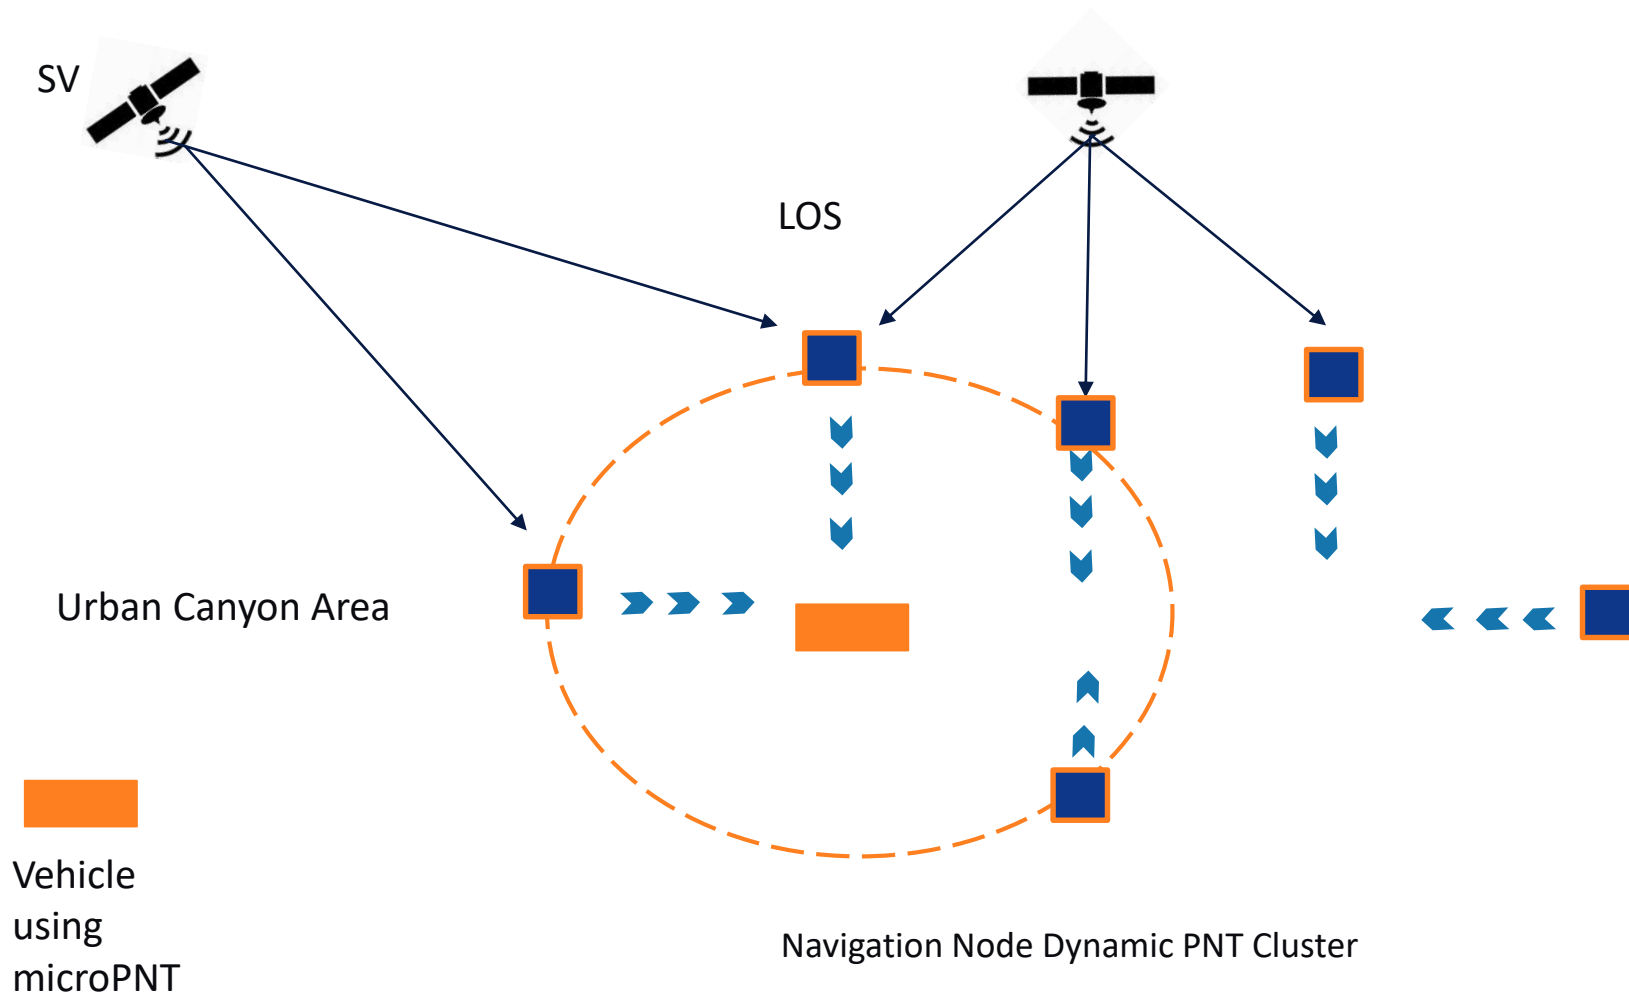 SV
LOS
Urban Canyon Area
Vehicle
using
microPNT
Navigation Node Dynamic PNT Cluster